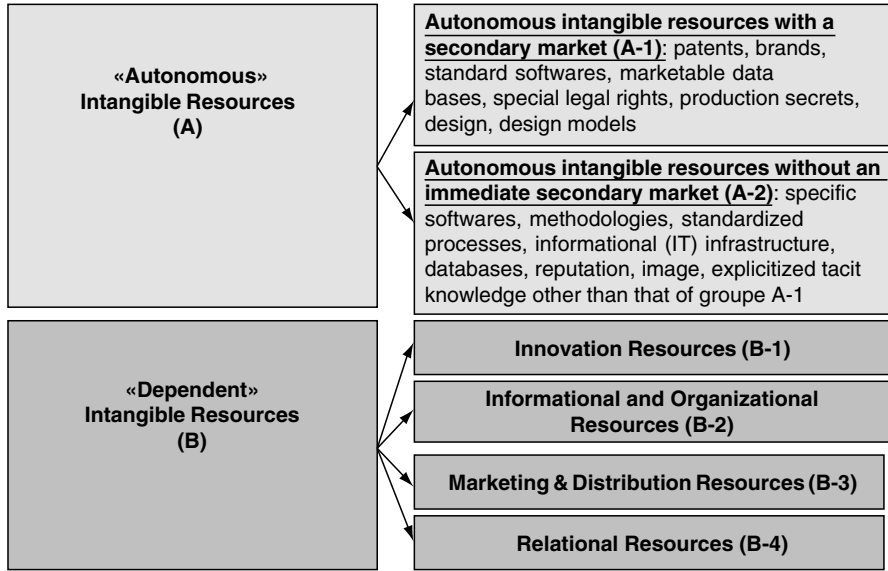 «Autonomous»
Intangible Resources
(A)
Autonomous intangible resources with a
secondary market (A-1): patents, brands,
standard softwares, marketable data
bases, special legal rights, production secrets,
design, design models
Autonomous intangible resources without an
immediate secondary market (A-2): specific
softwares, methodologies, standardized
processes, informational (IT) infrastructure,
databases, reputation, image, explicitized tacit
knowledge other than that of groupe A-1
«Dependent»
Intangible Resources
(B)
Innovation Resources (B-1)
Informational and Organizational
Resources (B-2)
Marketing & Distribution Resources (B-3)
Relational Resources (B-4)